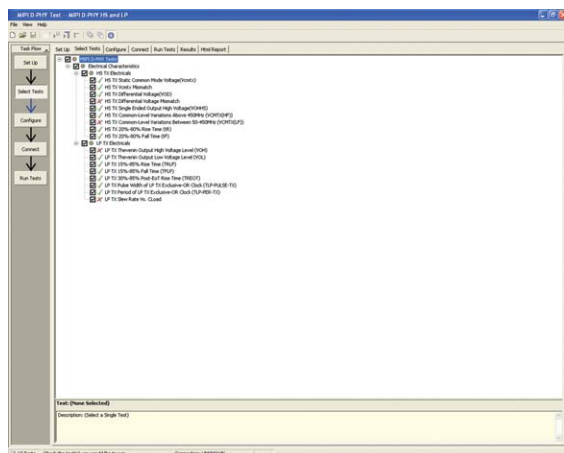 MIPI D-PHY Test -- MIPI D-PHY HS and LP
File View Help
Task Flow
Set Up Select Tests Configure Connect Run Tests Results Html Report
Set Up
Select Tests
Configure
Connect
Run Tests
MIPI D-PHY Tests
Electrical Characteristics
HS TX Electricals
HS TX Static Common Mode Voltage(Vcmtx)
HS TX Vcmtx Mismatch
HS TX Differential Voltage(VOD)
HS TX Differential Voltage Mismatch
HS TX Single Ended Output High Voltage(VOHHS)
HS TX Common-Level Variations Above 450MHz (VCMTX(HF))
HS TX Common-Level Variations Between 50-450MHz (VCMTX(LF))
HS TX 20%-80% Rise Time (tR)
HS TX 20%-80% Fall Time (tF)
LP TX Electricals
LP TX Thevenin Output High Voltage Level (VOH)
LP TX Thevenin Output Low Voltage Level (VOL)
LP TX 15%-85% Rise Time (TRLP)
LP TX 15%-85% Fall Time (TFLP)
LP TX 30%-85% Post-EoT Rise Time (TREOT)
LP TX Pulse Width of LP TX Exclusive-OR Clock (TLP-PULSE-TX)
LP TX Period of LP TX Exclusive-OR Clock (TLP-PER-TX)
LP TX Slew Rate Vs. CLoad
Test: (None Selected)
Description: (Select a Single Test)